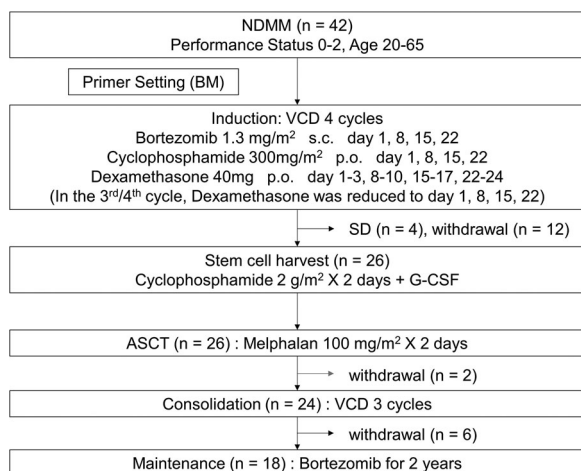 NDMM (n = 42)
Performance Status 0-2, Age 20-65
Primer Setting (BM)
Induction: VCD 4 cycles
Bortezomib 1.3 mg/m² s.c. day 1, 8, 15, 22
Cyclophosphamide 300mg/m² p.o. day 1, 8, 15, 22
Dexamethasone 40mg p.o. day 1-3, 8-10, 15-17, 22-24
(In the 3rd/4th cycle, Dexamethasone was reduced to day 1, 8, 15, 22)
SD (n = 4), withdrawal (n = 12)
Stem cell harvest (n = 26)
Cyclophosphamide 2 g/m² X 2 days + G-CSF
ASCT (n = 26) : Melphalan 100 mg/m² X 2 days
withdrawal (n = 2)
Consolidation (n = 24) : VCD 3 cycles
withdrawal (n = 6)
Maintenance (n = 18) : Bortezomib for 2 years